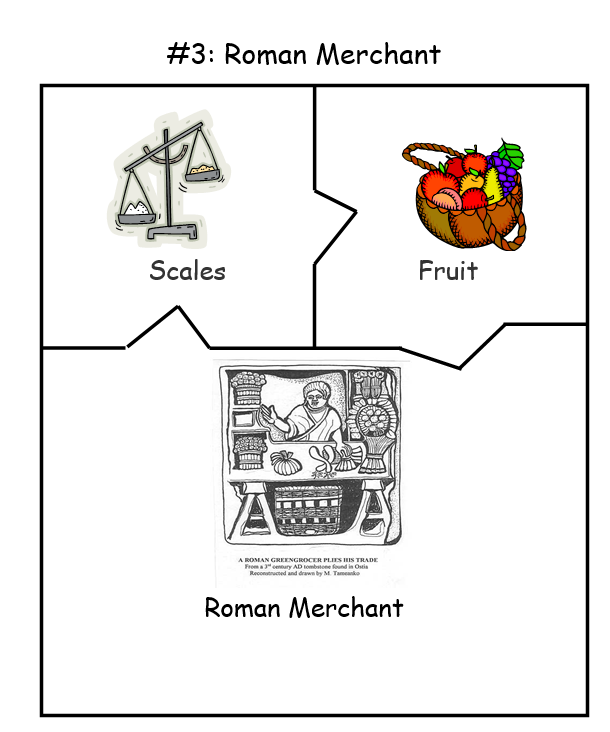 #3: Roman Merchant
Scales
Fruit
A ROMAN GREENGROCER PLIES HIS TRADE
From a 3rd century AD tombstone found in Ostia
Reconstructed and drawn by M. Tameanko
Roman Merchant